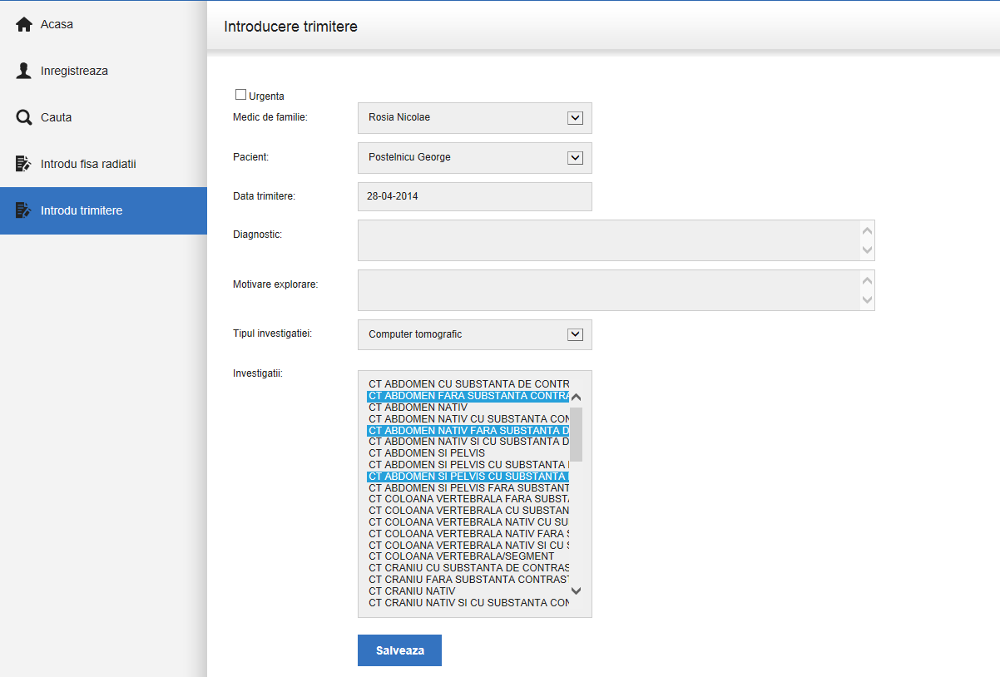 Acasa
Inregistreaza
Cauta
Introdu fisa radiatii
Introdu trimitere
Introducere trimitere
Urgenta
Medic de familie:
Rosia Nicolae
Pacient:
Postelnicu George
Data trimitere:
28-04-2014
Diagnostic:
Motivare explorare:
Tipul investigatiei:
Computer tomografic
Investigatii:
CT ABDOMEN CU SUBSTANTA DE CONTR
CT ABDOMEN FARA SUBSTANTA CONTRA
CT ABDOMEN NATIV
CT ABDOMEN NATIV CU SUBSTANTA CON
CT ABDOMEN NATIV FARA SUBSTANTA D
CT ABDOMEN NATIV SI CU SUBSTANTA D
CT ABDOMEN SI PELVIS
CT ABDOMEN SI PELVIS CU SUBSTANTA
CT ABDOMEN SI PELVIS CU SUBSTANTA
CT ABDOMEN SI PELVIS FARA SUBSTANT
CT COLOANA VERTEBRALA FARA SUBST
CT COLOANA VERTEBRALA CU SUBSTAN
CT COLOANA VERTEBRALA NATIV CU SU
CT COLOANA VERTEBRALA NATIV FARA S
CT COLOANA VERTEBRALA NATIV SI CU S
CT COLOANA VERTEBRALA/SEGMENT
CT CRANIU CU SUBSTANTA DE CONTRAS
CT CRANIU FARA SUBSTANTA CONTRAST
CT CRANIU NATIV
CT CRANIU NATIV SI CU SUBSTANTA CON
Salveaza